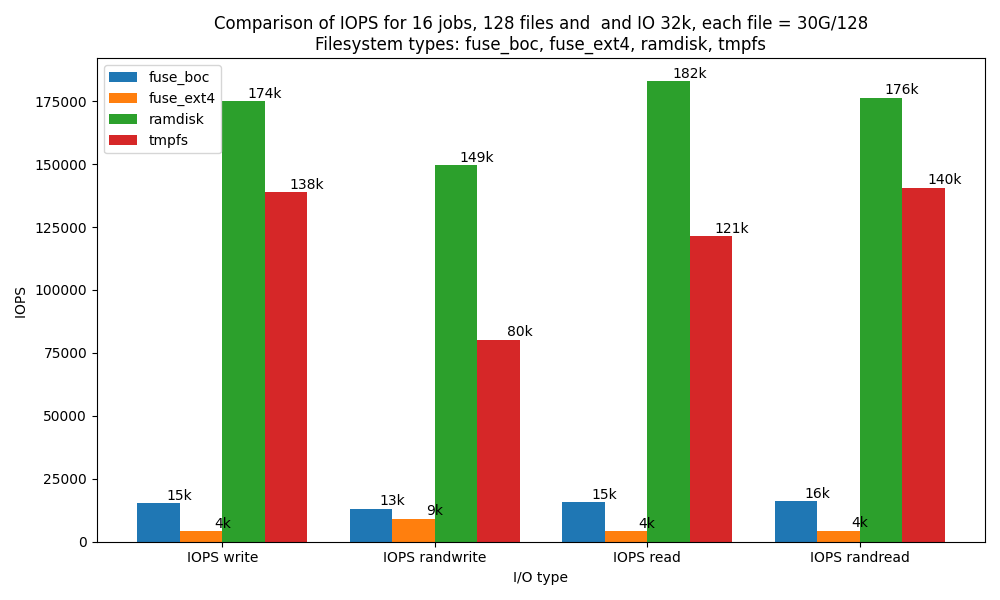 Comparison of IOPS for 16 jobs, 128 files and  and IO 32k, each file = 30G/128
Filesystem types: fuse_boc, fuse_ext4, ramdisk, tmpfs
fuse_boc
fuse_ext4
ramdisk
tmpfs
IOPS
175000
150000
125000
100000
75000
50000
25000
0
15k
4k
174k
138k
13k
9k
149k
80k
15k
4k
182k
121k
16k
4k
176k
140k
IOPS write
IOPS randwrite
IOPS read
IOPS randread
I/O type